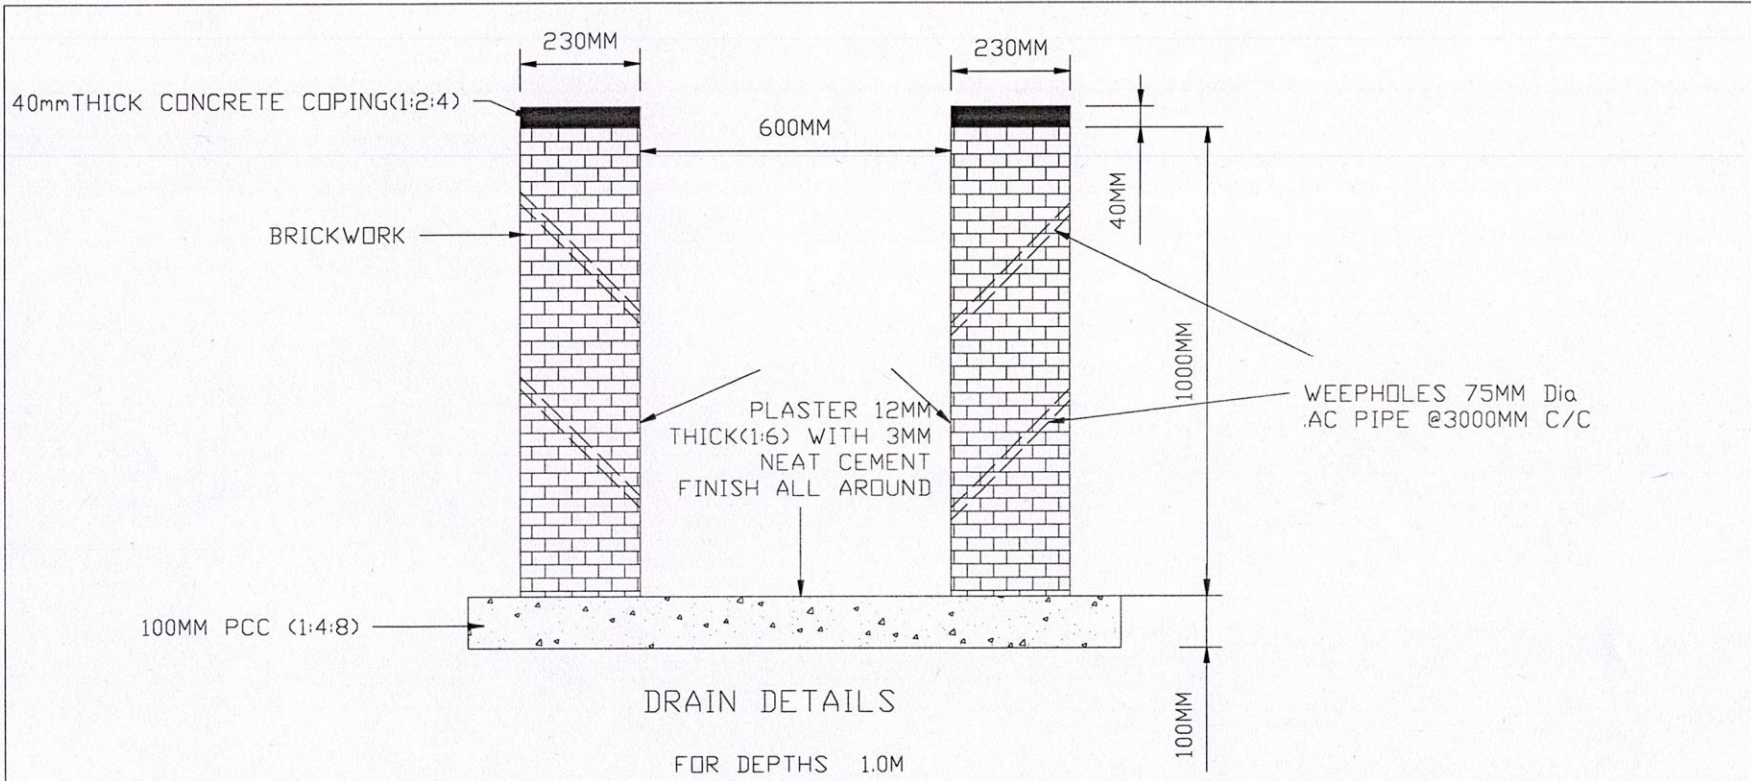 230MM
230MM
40mmTHICK CONCRETE COPING(1:2:4)
600MM
40MM
BRICKWORK
1000MM
WEEPHOLES 75MM Dia
.AC PIPE @3000MM C/C
PLASTER 12MM
THICK(1:6) WITH 3MM
NEAT CEMENT
FINISH ALL AROUND
100MM PCC (1:4:8)
100MM
DRAIN DETAILS
FOR DEPTHS 1.0M